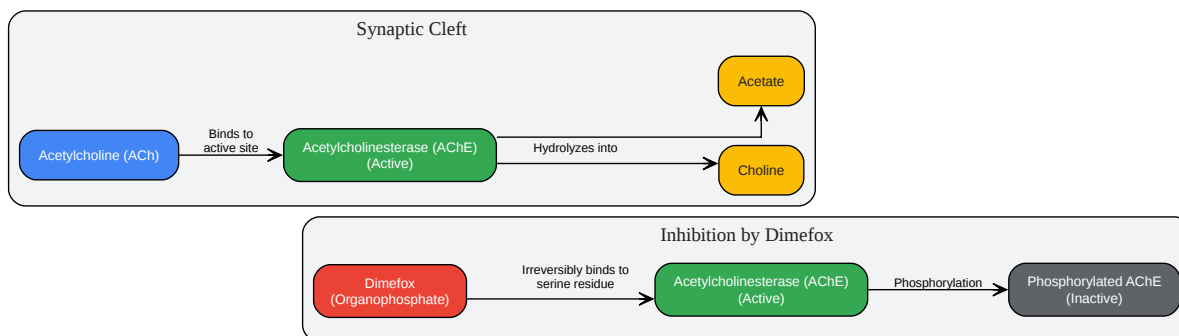 Synaptic Cleft
Acetate
Acetylcholine (ACh)
Binds to
active site
Acetylcholinesterase (AChE)
(Active)
Hydrolyzes into
Choline
Inhibition by Dimefox
Dimefox
(Organophosphate)
Irreversibly binds to
serine residue
Acetylcholinesterase (AChE)
(Active)
Phosphorylation
Phosphorylated AChE
(Inactive)